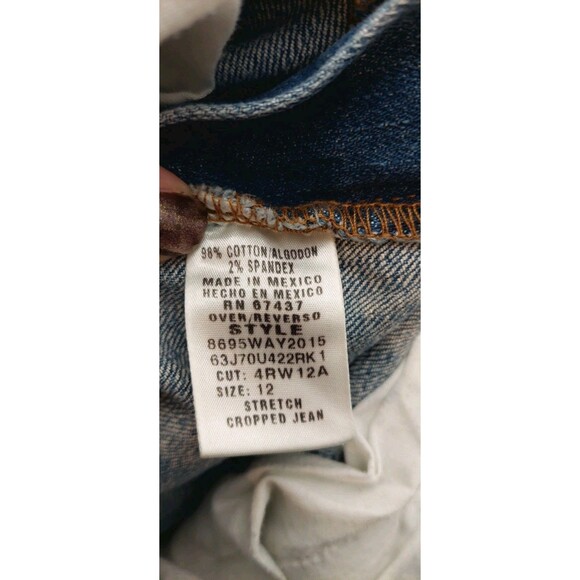 98% COTTON/ALGODON
2% SPANDEX
MADE IN MEXICO
HECHO EN MEXICO
RN 67437
OVER/REVERSO
STYLE
8695WAY2015
63J70U422RK1
CUT: 4RW12A
SIZE: 12
STRETCH
CROPPED JEAN